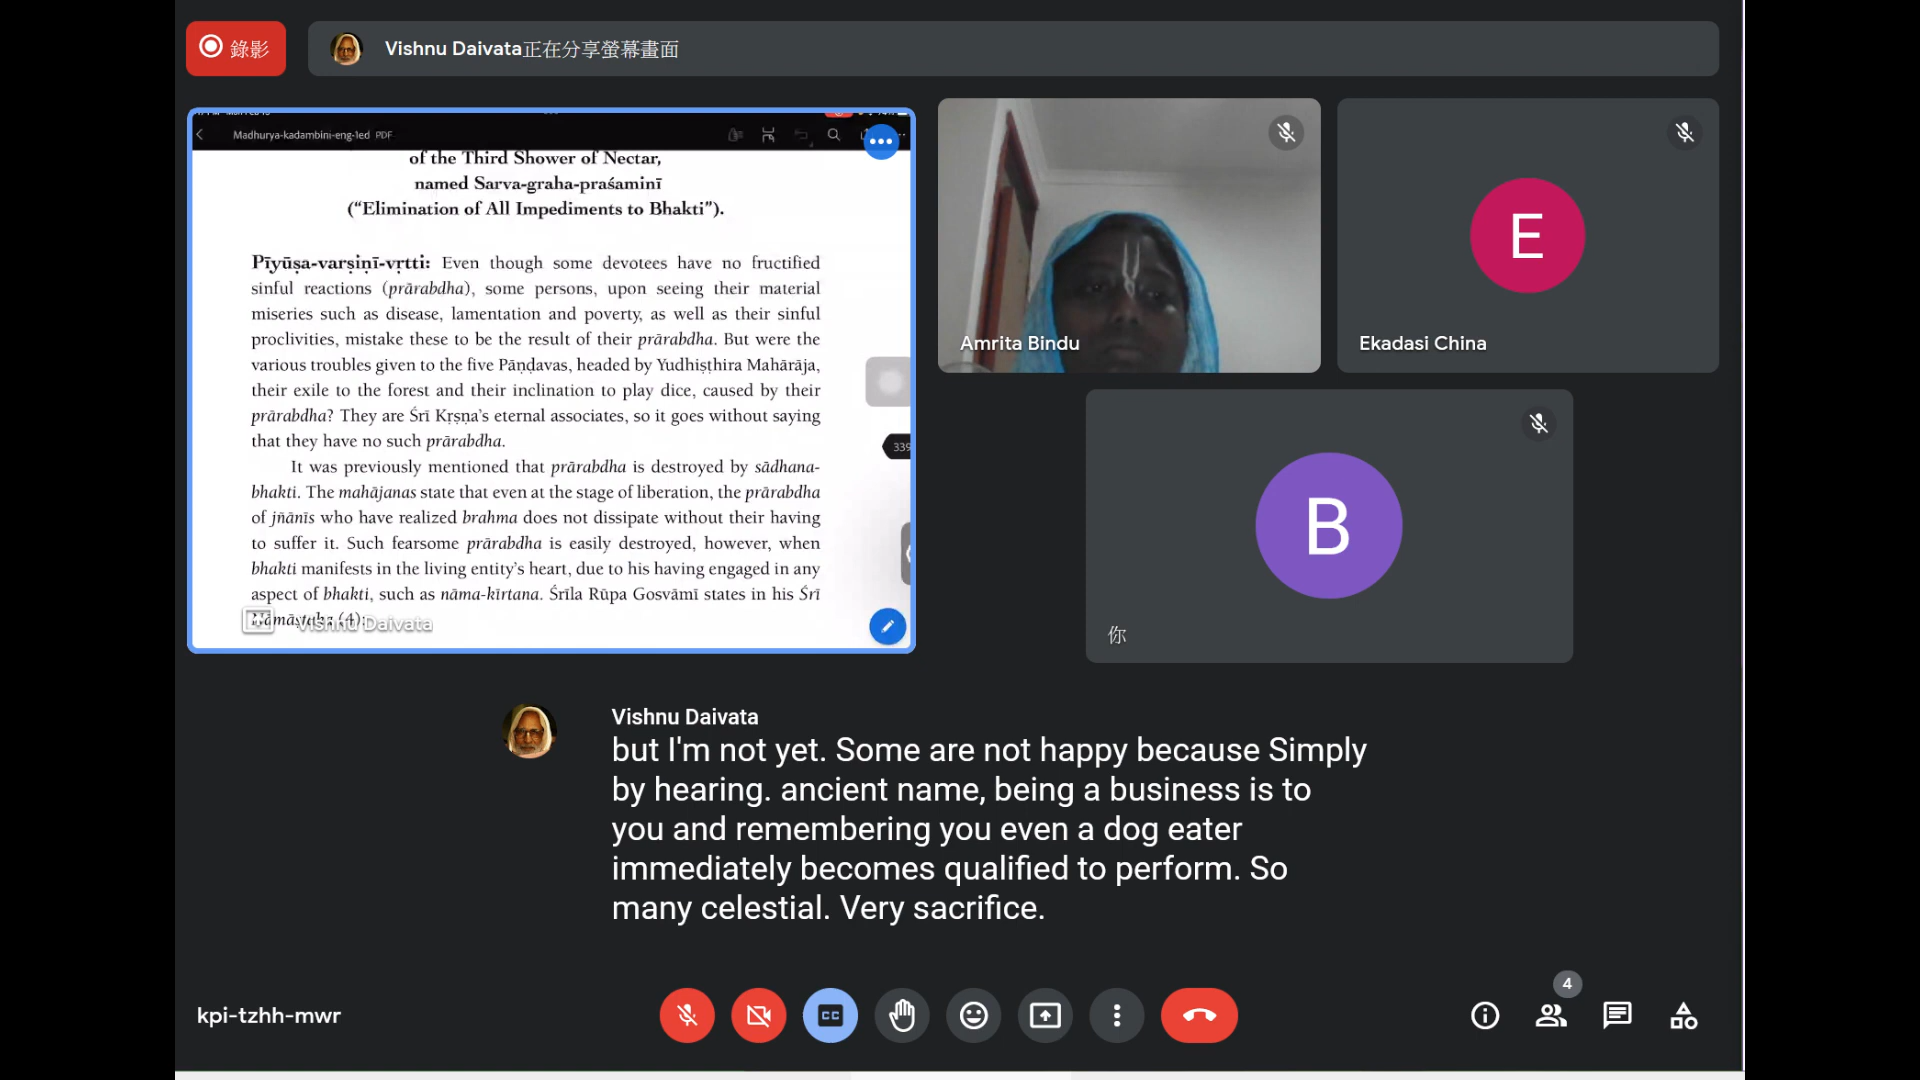 錄影
Vishnu Daivata正在分享螢幕畫面
Madhurya-kadambini-eng-1ed PDF
of the Third Shower of Nectar,
named Sarva-graha-praśaminī
(“Elimination of All Impediments to Bhakti”).
Pīyūṣa-varṣiṇī-vṛtti: Even though some devotees have no fructified
sinful reactions (prārabdha), some persons, upon seeing their material
miseries such as disease, lamentation and poverty, as well as their sinful
proclivities, mistake these to be the result of their prārabdha. But were the
various troubles given to the five Pāṇḍavas, headed by Yudhiṣṭhira Mahārāja,
their exile to the forest and their inclination to play dice, caused by their
prārabdha? They are Śrī Kṛṣṇa’s eternal associates, so it goes without saying
that they have no such prārabdha.
It was previously mentioned that prārabdha is destroyed by sādhana-
bhakti. The mahājanas state that even at the stage of liberation, the prārabdha
of jñānīs who have realized brahma does not dissipate without their having
to suffer it. Such fearsome prārabdha is easily destroyed, however, when
bhakti manifests in the living entity’s heart, due to his having engaged in any
aspect of bhakti, such as nāma-kīrtana. Śrīla Rūpa Gosvāmī states in his Śrī
Nāmāṣṭaka (4):
Vishnu Daivata
339
Amrita Bindu
E
Ekadasi China
B
你
Vishnu Daivata
but I'm not yet. Some are not happy because Simply
by hearing. ancient name, being a business is to
you and remembering you even a dog eater
immediately becomes qualified to perform. So
many celestial. Very sacrifice.
kpi-tzhh-mwr
CC
4